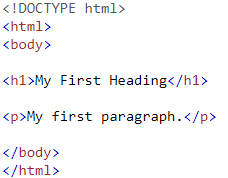 <!DOCTYPE html>
<html>
<body>
<h1>My First Heading</h1>
<p>My first paragraph.</p>
</body>
</html>